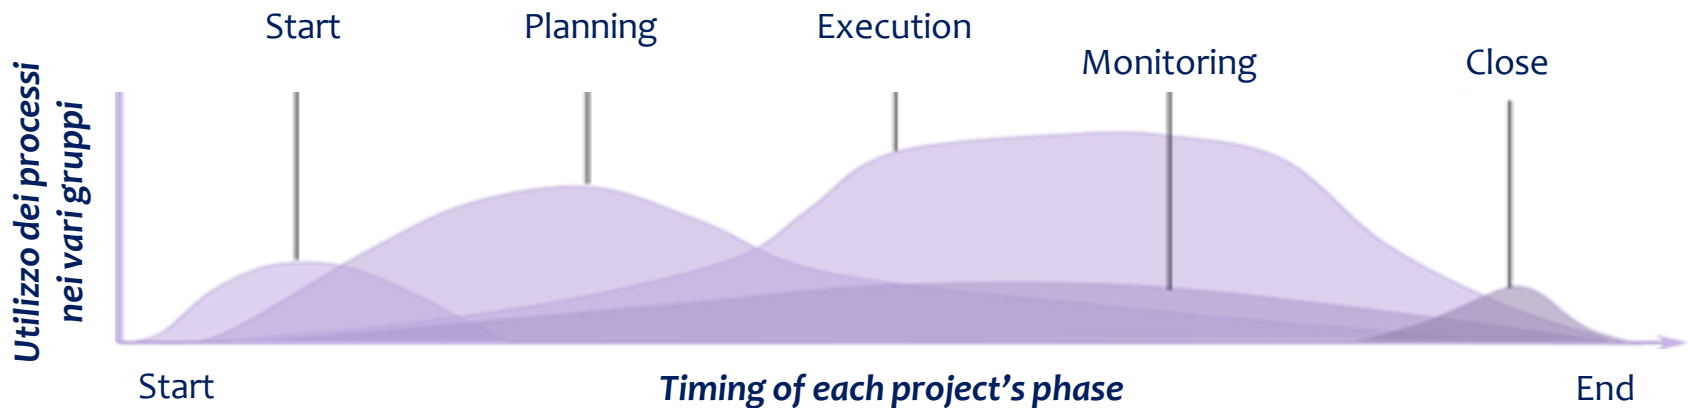 Start
Planning
Execution
Monitoring
Close
Utilizzo dei processi
nei vari gruppi
Start
Timing of each project’s phase
End